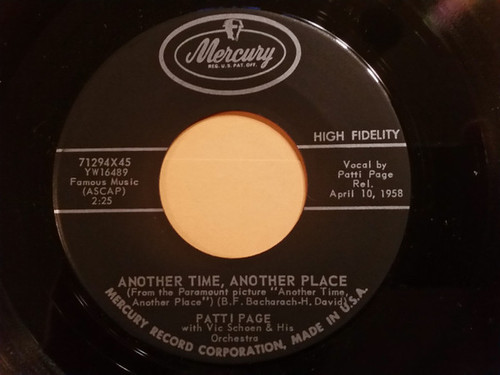 Mercury
REG. U.S. PAT. OFF.
HIGH FIDELITY
71294X45
YW16489
Famous Music
(ASCAP)
2:25
Vocal by
Patti Page
Rel.
April 10, 1958
ANOTHER TIME, ANOTHER PLACE
(From the Paramount picture "Another Time,
Another Place") (B.F. Bacharach-H. David)
PATTI PAGE
with Vic Schoen & His
Orchestra
MERCURY RECORD CORPORATION, MADE IN U.S.A.